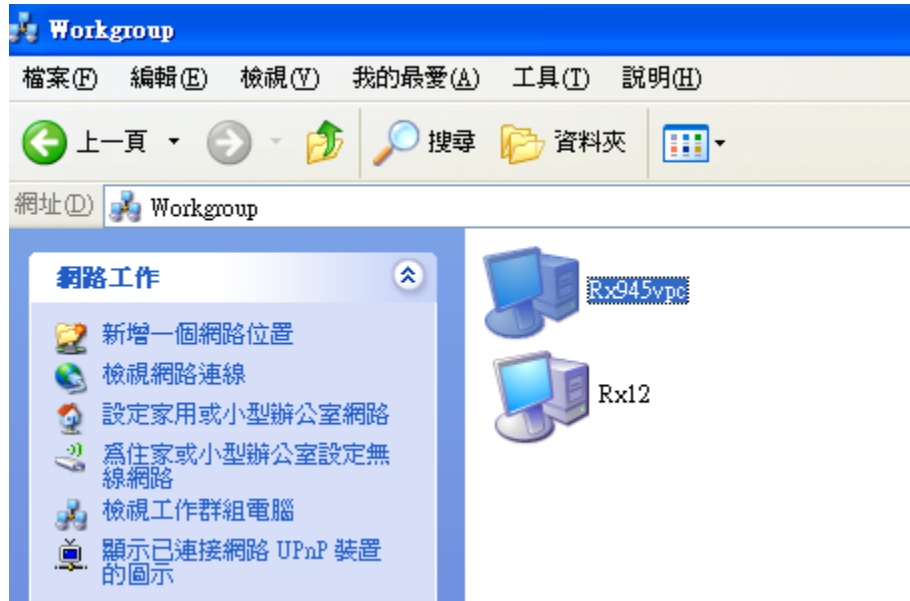 Workgroup
檔案(F) 編輯(E) 檢視(V) 我的最愛(A) 工具(T) 說明(H)
上一頁 搜尋 資料夾
網址(D) Workgroup
網路工作
新增一個網路位置
檢視網路連線
設定家用或小型辦公室網路
為住家或小型辦公室設定無
線網路
檢視工作群組電腦
顯示已連接網路 UPnP 裝置
的圖示
Rx945vpc
Rx12